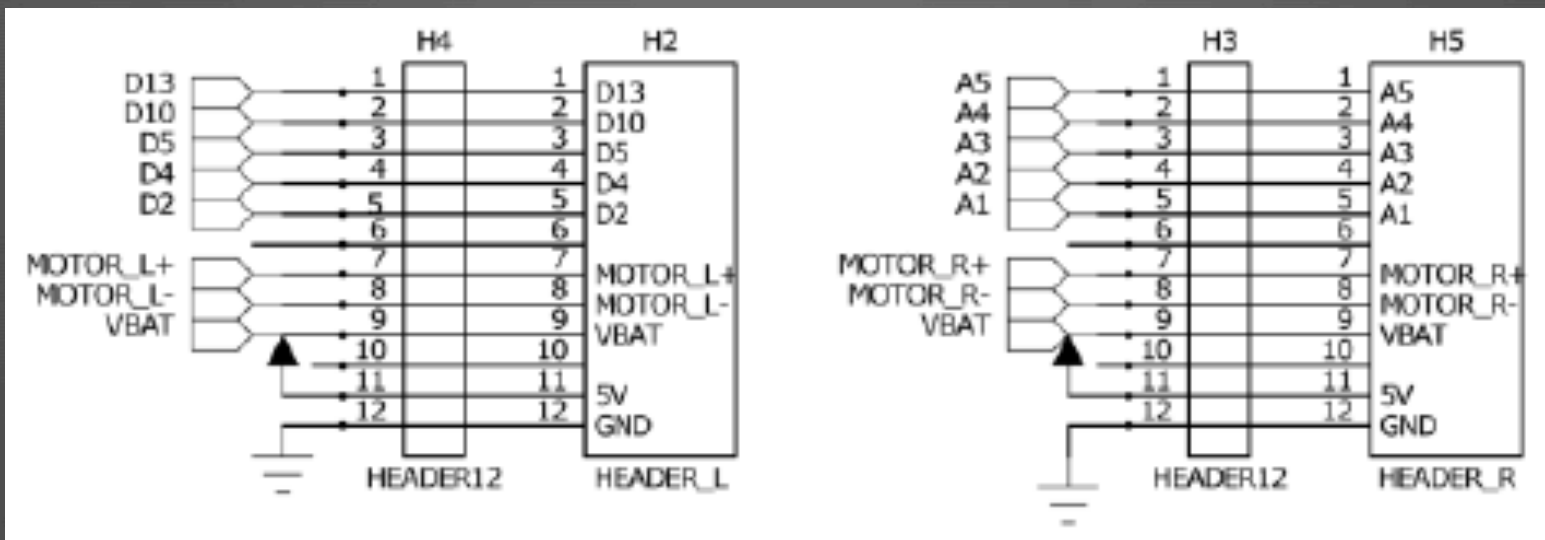 H4 H2
D13 1 1 D13
D10 2 2 D10
D5 3 3 D5
D4 4 4 D4
D2 5 5 D2
6 6
MOTOR_L+ 7 7 MOTOR_L+
MOTOR_L- 8 8 MOTOR_L-
VBAT 9 9 VBAT
10 10
11 11 5V
12 12 GND
HEADER12 HEADER_L
H3 H5
A5 1 1 A5
A4 2 2 A4
A3 3 3 A3
A2 4 4 A2
A1 5 5 A1
6 6
MOTOR_R+ 7 7 MOTOR_R+
MOTOR_R- 8 8 MOTOR_R-
VBAT 9 9 VBAT
10 10
11 11 5V
12 12 GND
HEADER12 HEADER_R